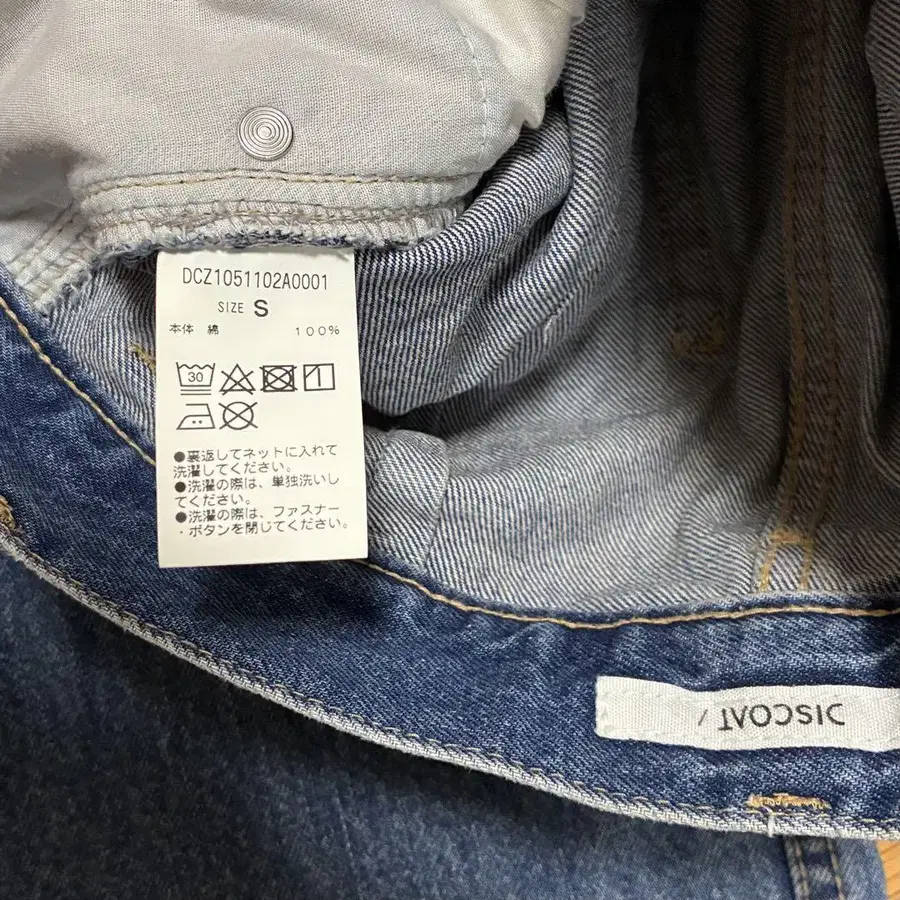 DCZ1051102A0001
SIZE S
本体 綿 100%
30
●裏返してネットに入れて
洗濯してください。
●洗濯の際は、単独洗いし
てください。
●洗濯の際は、ファスナー
・ボタンを閉じてください。
DISCOAT /